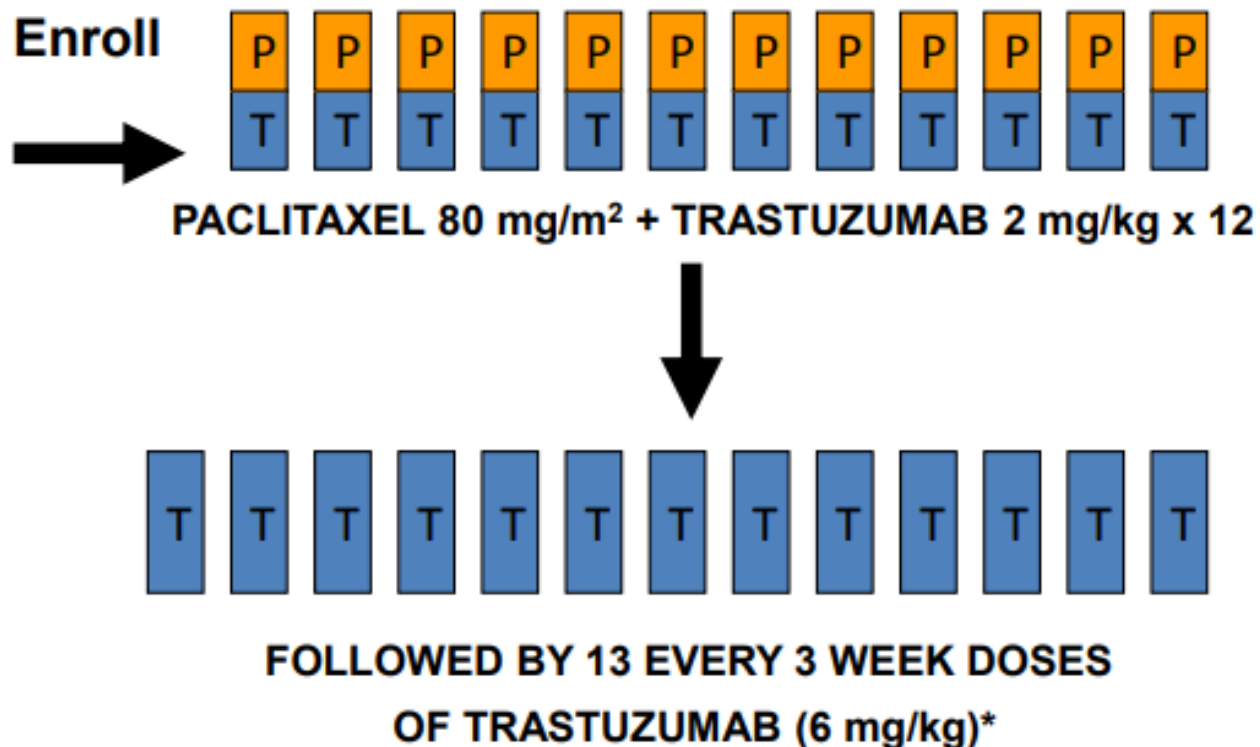 Enroll
P P P P P P P P P P P P
T T T T T T T T T T T T
PACLITAXEL 80 mg/m² + TRASTUZUMAB 2 mg/kg x 12
T T T T T T T T T T T T T
FOLLOWED BY 13 EVERY 3 WEEK DOSES
OF TRASTUZUMAB (6 mg/kg)*